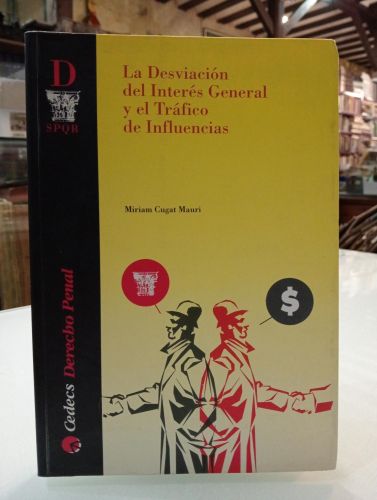 D
SPQR
La Desviación
del Interés General
y el Tráfico
de Influencias
Miriam Cugat Mauri
$
Cedecs Derecho Penal